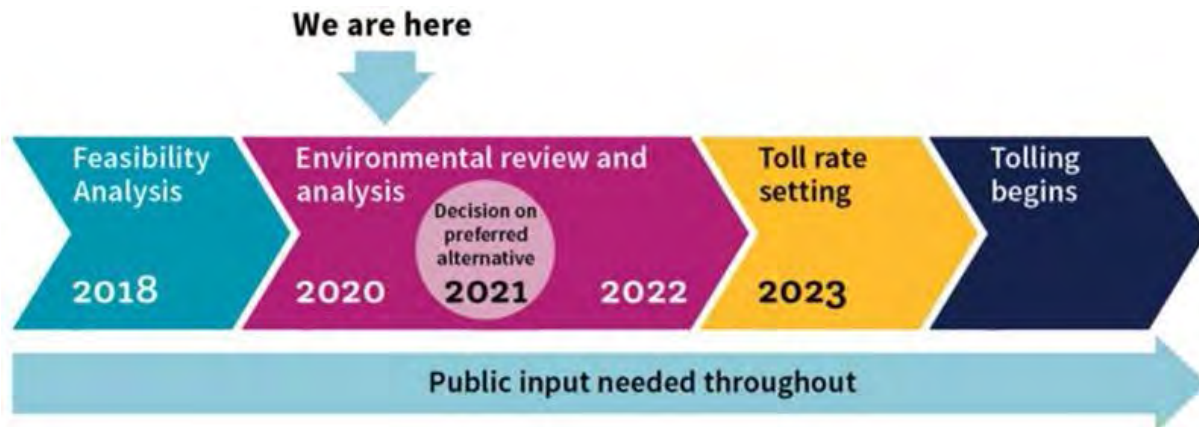 We are here
Feasibility
Analysis
2018
Environmental review and
analysis
Decision on
preferred
alternative
2020
2021
2022
Toll rate
setting
2023
Tolling
begins
Public input needed throughout